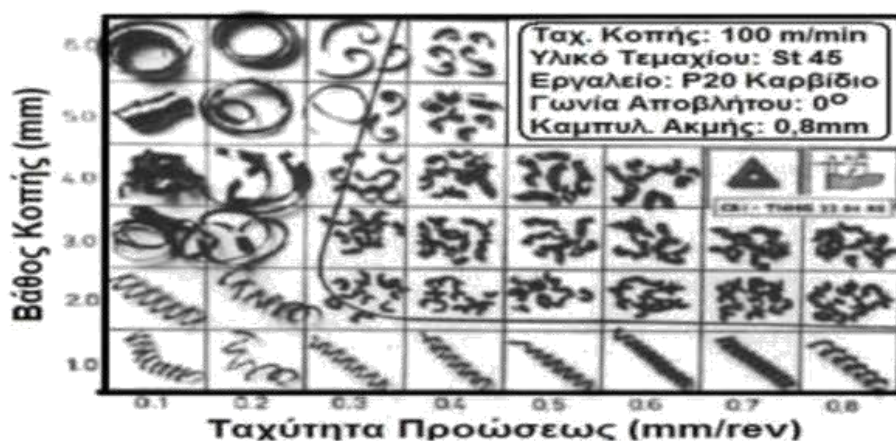 Ταχ. Κοπής: 100 m/min
Υλικό Τεμαχίου: St 45
Εργαλείο: P20 Καρβίδιο
Γωνία Αποβλήτου: 0°
Καμπυλ. Ακμής: 0,8mm
Βάθος Κοπής (mm)
6.0
5.0
4.0
3.0
2.0
1.0
0.1 0.2 0.3 0.4 0.5 0.6 0.7 0.8
Ταχύτητα Προώσεως (mm/rev)